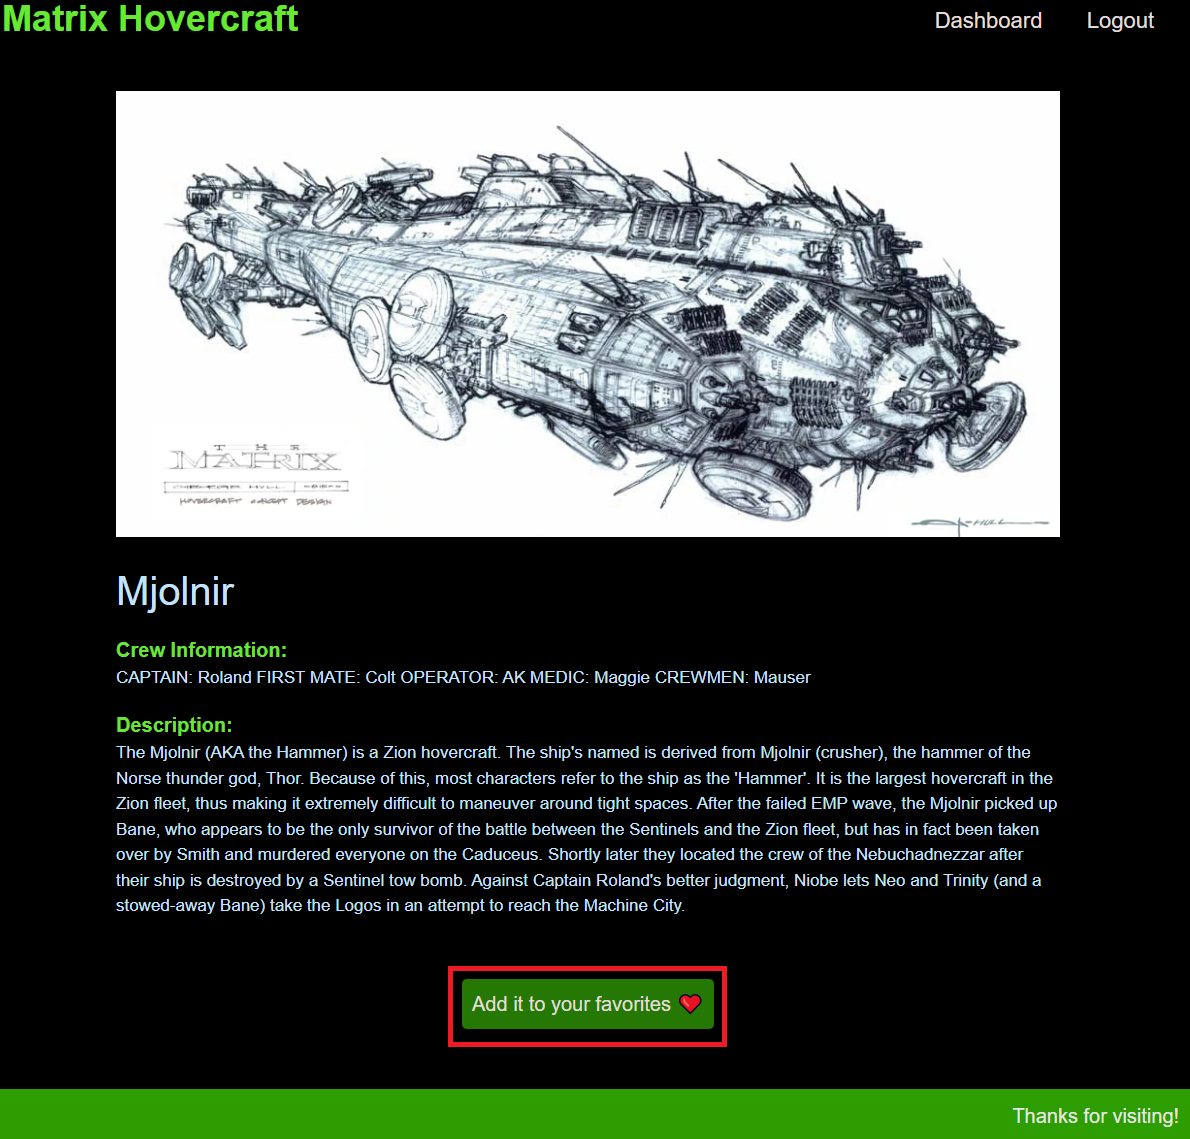 Matrix Hovercraft
Dashboard Logout
THE
MATRIX
HOVERCRAFT CONCEPT DESIGN
HULL
Mjolnir
Crew Information:
CAPTAIN: Roland FIRST MATE: Colt OPERATOR: AK MEDIC: Maggie CREWMEN: Mauser
Description:
The Mjolnir (AKA the Hammer) is a Zion hovercraft. The ship's named is derived from Mjolnir (crusher), the hammer of the
Norse thunder god, Thor. Because of this, most characters refer to the ship as the 'Hammer'. It is the largest hovercraft in the
Zion fleet, thus making it extremely difficult to maneuver around tight spaces. After the failed EMP wave, the Mjolnir picked up
Bane, who appears to be the only survivor of the battle between the Sentinels and the Zion fleet, but has in fact been taken
over by Smith and murdered everyone on the Caduceus. Shortly later they located the crew of the Nebuchadnezzar after
their ship is destroyed by a Sentinel tow bomb. Against Captain Roland's better judgment, Niobe lets Neo and Trinity (and a
stowed-away Bane) take the Logos in an attempt to reach the Machine City.
Add it to your favorites
Thanks for visiting!